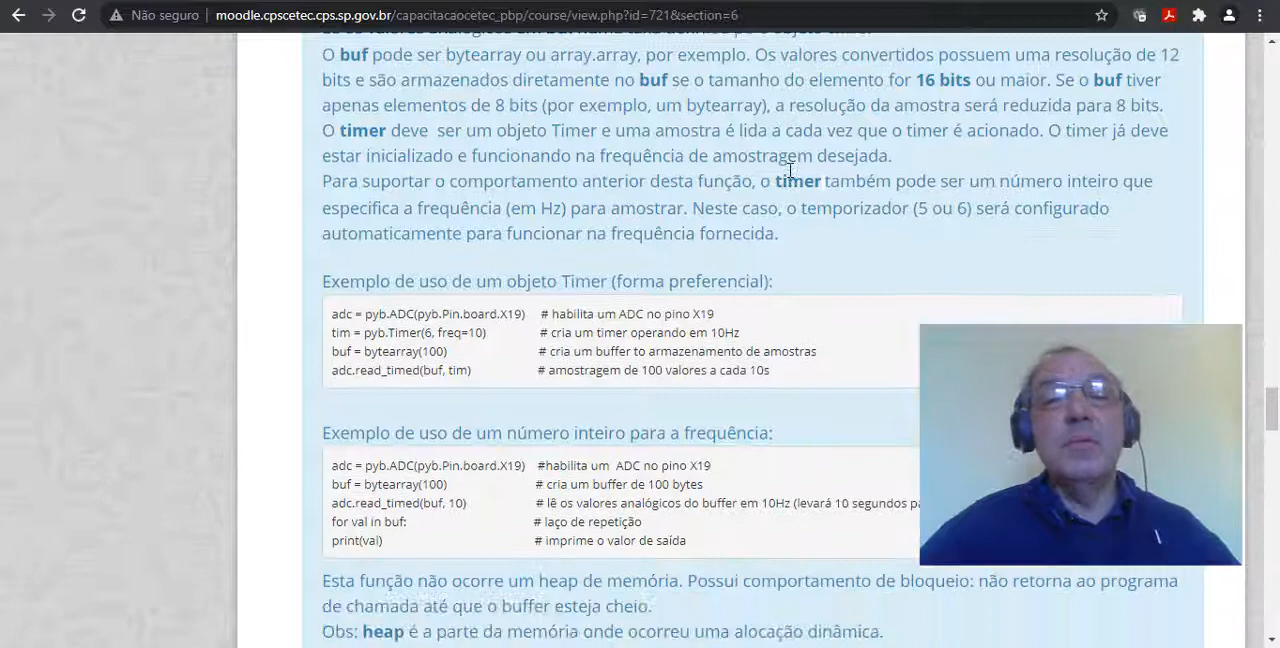 Não seguro
moodle.cpscetec.cps.sp.gov.br/capacitacaocetec_pbp/course/view.php?id=721&section=6
O buf pode ser bytearray ou array.array, por exemplo. Os valores convertidos possuem uma resolução de 12
bits e são armazenados diretamente no buf se o tamanho do elemento for 16 bits ou maior. Se o buf tiver
apenas elementos de 8 bits (por exemplo, um bytearray), a resolução da amostra será reduzida para 8 bits.
O timer deve ser um objeto Timer e uma amostra é lida a cada vez que o timer é acionado. O timer já deve
estar inicializado e funcionando na frequência de amostragem desejada.
Para suportar o comportamento anterior desta função, o timer também pode ser um número inteiro que
especifica a frequência (em Hz) para amostrar. Neste caso, o temporizador (5 ou 6) será configurado
automaticamente para funcionar na frequência fornecida.
Exemplo de uso de um objeto Timer (forma preferencial):
adc = pyb.ADC(pyb.Pin.board.X19) # habilita um ADC no pino X19
tim = pyb.Timer(6, freq=10) # cria um timer operando em 10Hz
buf = bytearray(100) # cria um buffer to armazenamento de amostras
adc.read_timed(buf, tim) # amostragem de 100 valores a cada 10s
Exemplo de uso de um número inteiro para a frequência:
adc = pyb.ADC(pyb.Pin.board.X19) #habilita um ADC no pino X19
buf = bytearray(100) # cria um buffer de 100 bytes
adc.read_timed(buf, 10) # lê os valores analógicos do buffer em 10Hz (levará 10 segundos
for val in buf: # laço de repetição
print(val) # imprime o valor de saída
Esta função não ocorre um heap de memória. Possui comportamento de bloqueio: não retorna ao programa
de chamada até que o buffer esteja cheio.
Obs: heap é a parte da memória onde ocorreu uma alocação dinâmica.